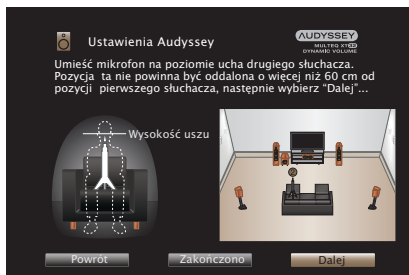 Ustawienia Audyssey
AUDYSSEY
MULTEQ XT32
DYNAMIC VOLUME
Umieść mikrofon na poziomie ucha drugiego słuchacza.
Pozycja ta nie powinna być oddalona o więcej niż 60 cm od
pozycji pierwszego słuchacza, następnie wybierz "Dalej"...
Wysokość uszu
Powrót
Zakończono
Dalej